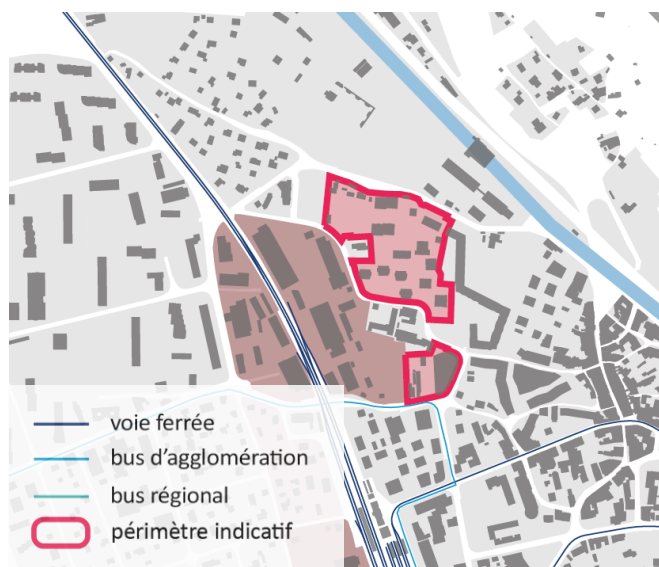 voie ferrée
bus d'agglomération
bus régional
périmètre indicatif